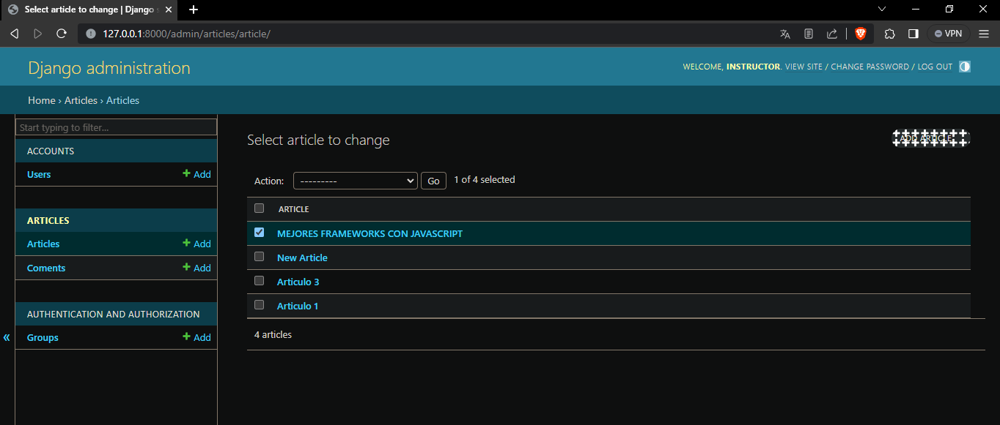 Select article to change | Django s
127.0.0.1:8000/admin/articles/article/
VPN
Django administration
WELCOME, INSTRUCTOR. VIEW SITE / CHANGE PASSWORD / LOG OUT
Home › Articles › Articles
Start typing to filter...
ACCOUNTS
Users + Add
ARTICLES
Articles + Add
Coments + Add
AUTHENTICATION AND AUTHORIZATION
Groups + Add
«
Select article to change
ADD ARTICLE
Action: --------- Go 1 of 4 selected
ARTICLE
MEJORES FRAMEWORKS CON JAVASCRIPT
New Article
Articulo 3
Articulo 1
4 articles